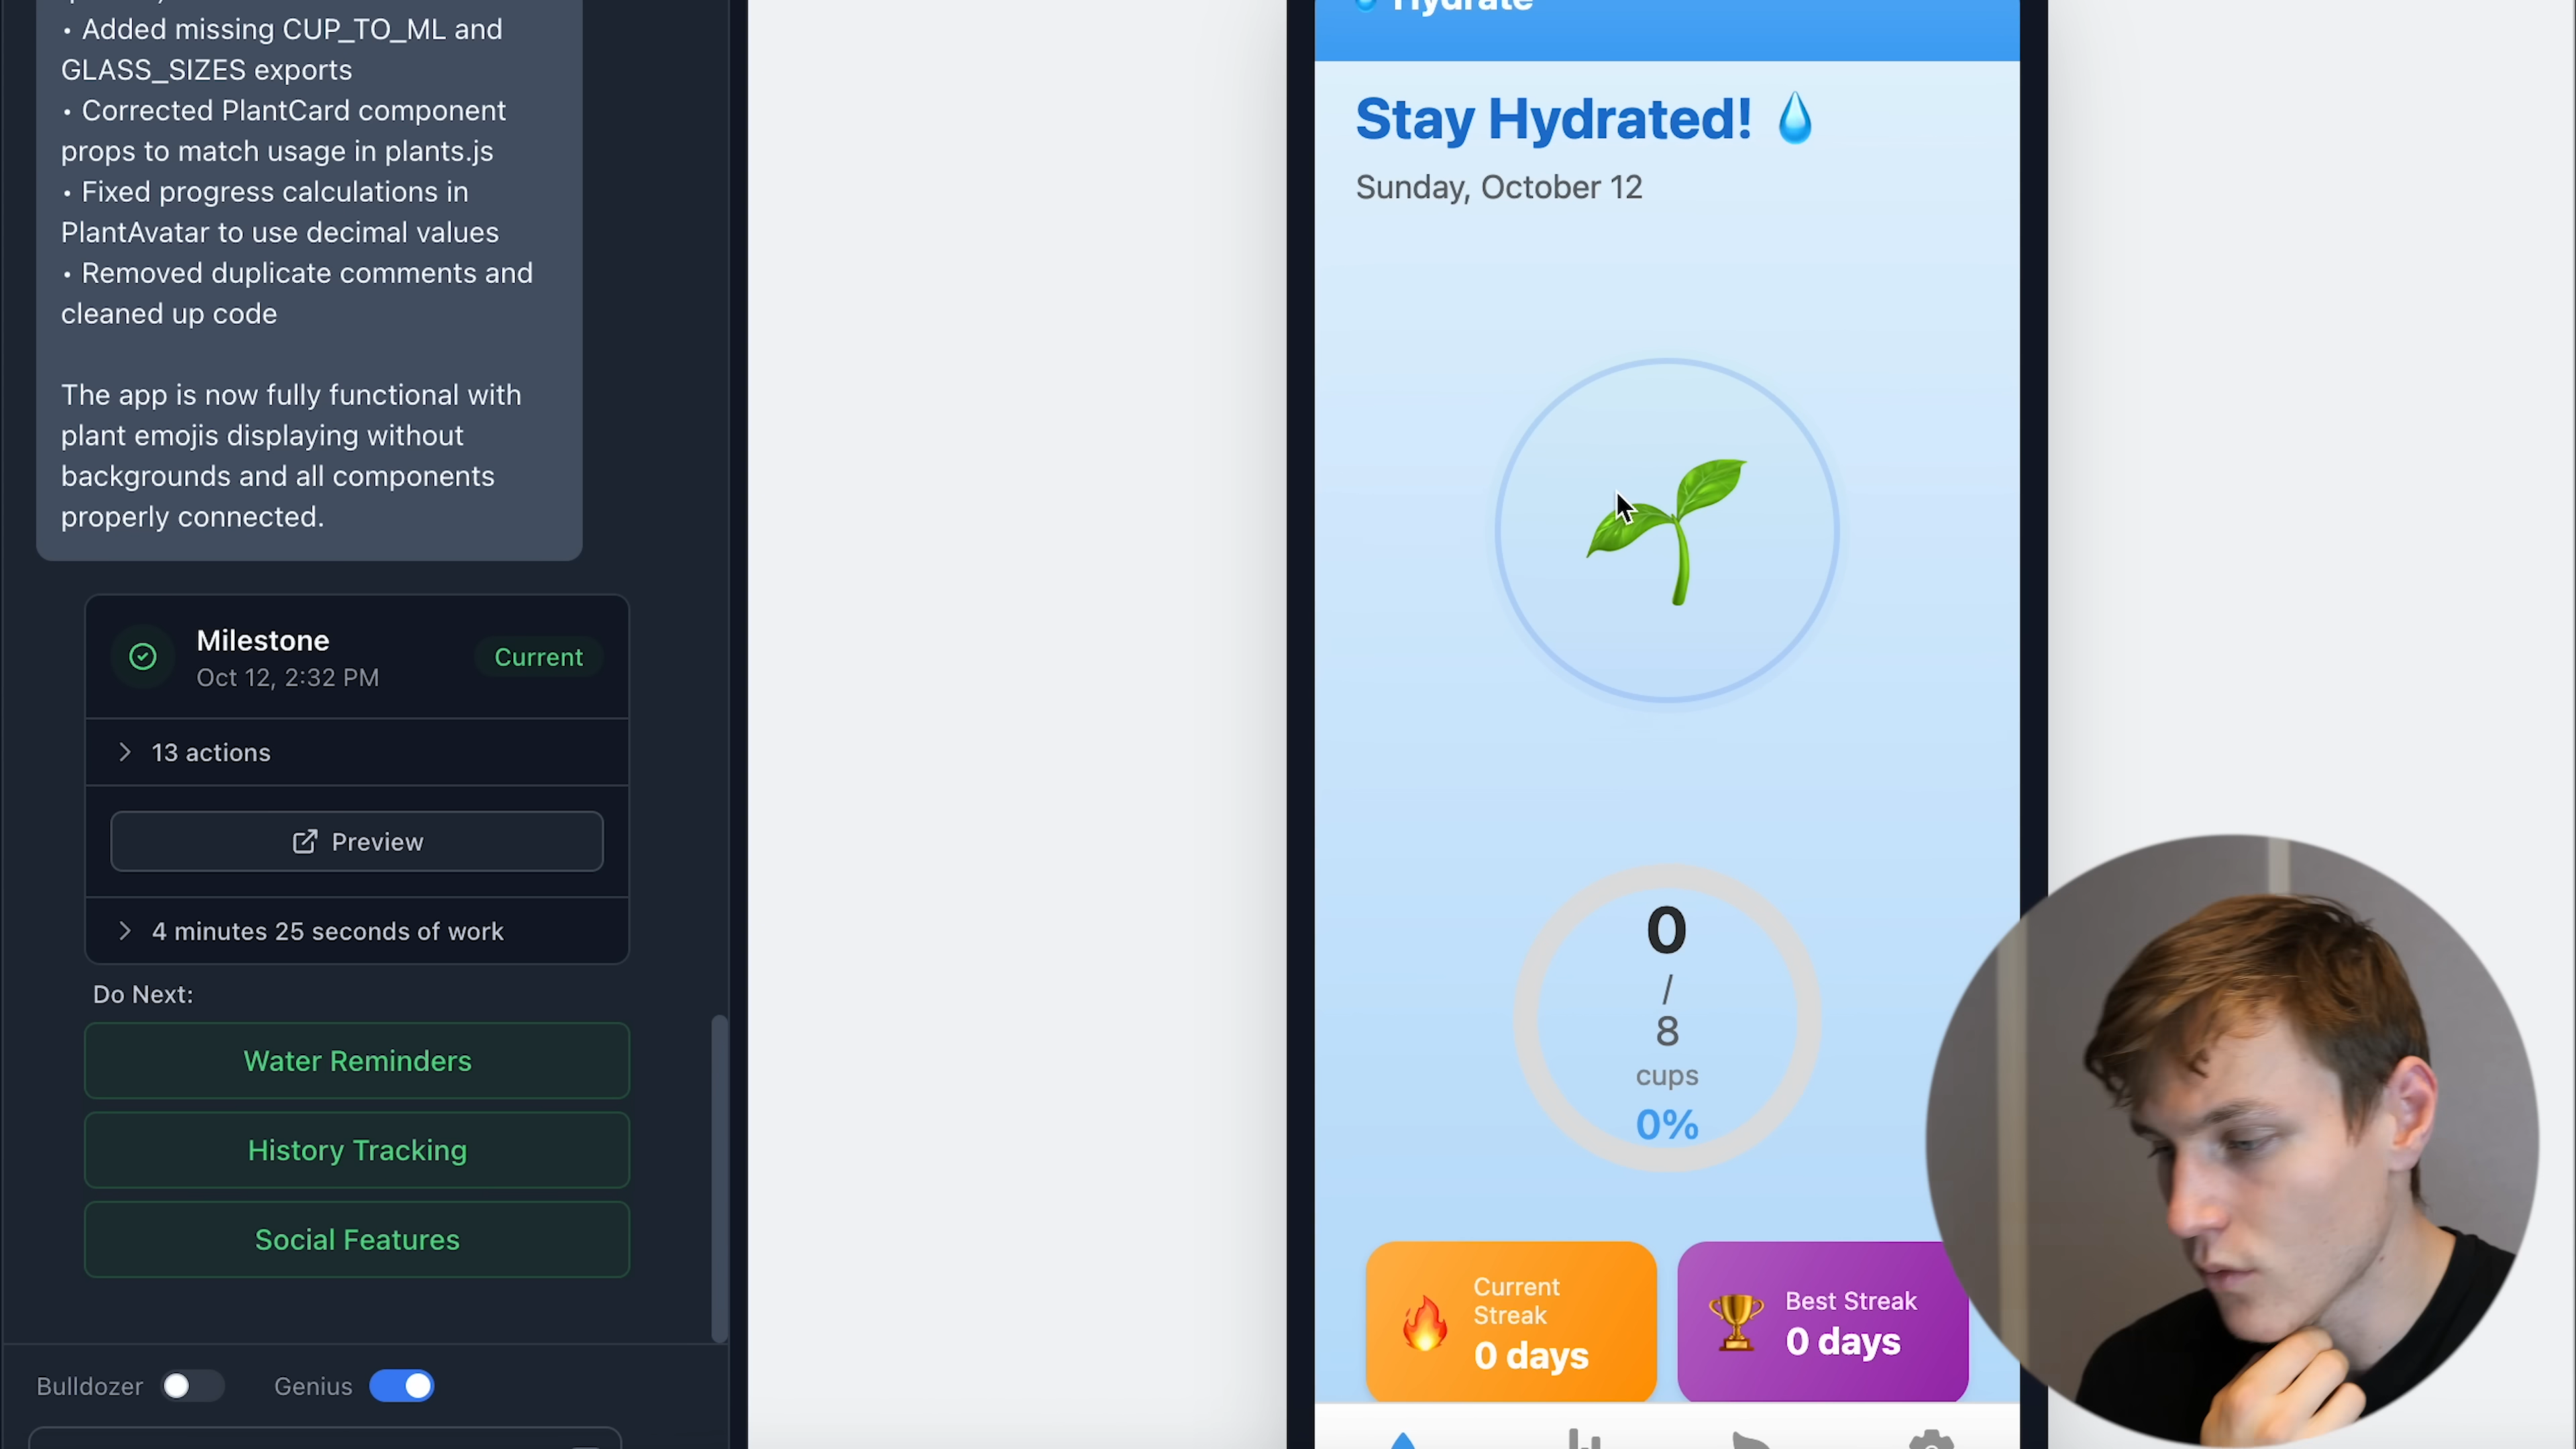 • Added missing CUP_TO_ML and
GLASS_SIZES exports
• Corrected PlantCard component
props to match usage in plants.js
• Fixed progress calculations in
PlantAvatar to use decimal values
• Removed duplicate comments and
cleaned up code
The app is now fully functional with
plant emojis displaying without
backgrounds and all components
properly connected.
Milestone
Oct 12, 2:32 PM
Current
13 actions
Preview
4 minutes 25 seconds of work
Do Next:
Water Reminders
History Tracking
Social Features
Bulldozer
Genius
Hydrate
Stay Hydrated!
Sunday, October 12
0
/
8
cups
0%
Current
Streak
0 days
Best Streak
0 days